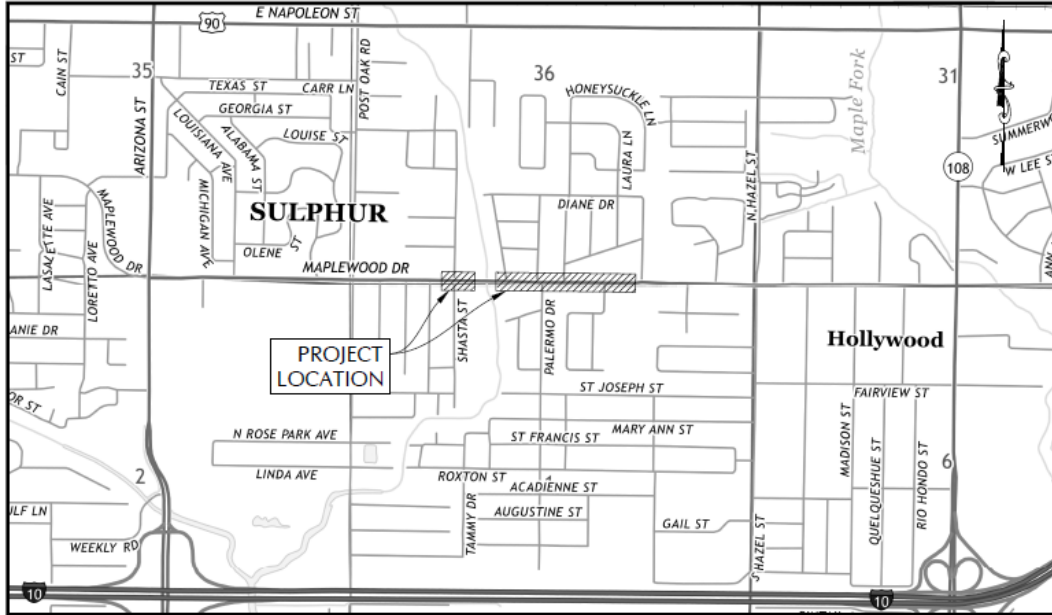 E NAPOLEON ST
90
ST
CAIN ST
35
ARIZONA ST
TEXAS ST
CARR LN
POST OAK RD
36
HONEYSUCKLE LN
Maple Fork
31
GEORGIA ST
LOUISIANA AVE
ALABAMA ST
LOUISE ST
LAURA LN
N HAZEL ST
108
W LEE
LASALETTE AVE
LORETTO AVE
MAPLEWOOD DR
MICHIGAN AVE
SULPHUR
OLENE ST
DIANE DR
MAPLEWOOD DR
ANN
ANIE DR
PROJECT
LOCATION
SHASTA ST
PALERMO DR
Hollywood
ST JOSEPH ST
FAIRVIEW ST
OR ST
N ROSE PARK AVE
MARY ANN ST
ST FRANCIS ST
MADISON ST
QUELQUESHUE ST
RIO HONDO ST
2
LINDA AVE
ROXTON ST
6
ACADIENNE ST
ULF LN
AUGUSTINE ST
GAIL ST
TAMMY DR
WEEKLY RD
S HAZEL ST
10
10